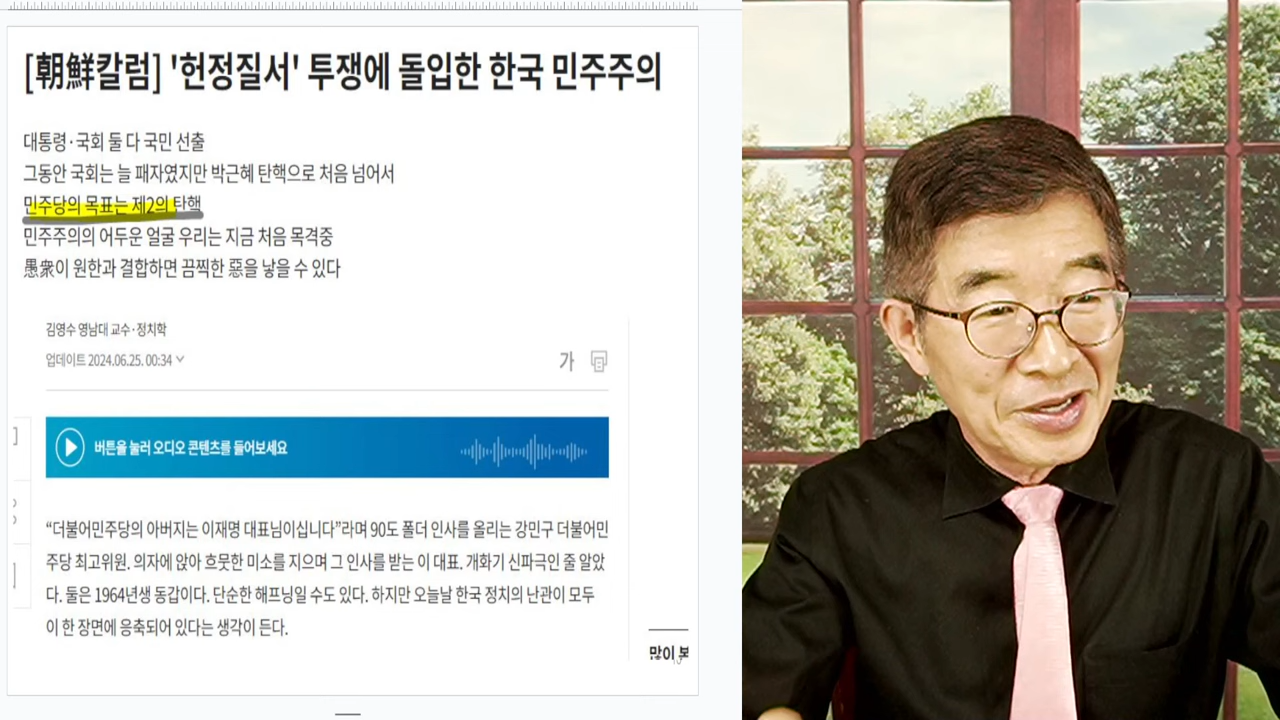 [朝鮮칼럼] '헌정질서' 투쟁에 돌입한 한국 민주주의
대통령·국회 둘 다 국민 선출
그동안 국회는 늘 패자였지만 박근혜 탄핵으로 처음 넘어서
민주당의 목표는 제2의 탄핵
민주주의의 어두운 얼굴 우리는 지금 처음 목격중
愚衆이 원한과 결합하면 끔찍한 惡을 낳을 수 있다
김영수 영남대 교수·정치학
업데이트 2024.06.25. 00:34
가
버튼을 눌러 오디오 콘텐츠를 들어보세요
“더불어민주당의 아버지는 이재명 대표님이십니다”라며 90도 폴더 인사를 올리는 강민구 더불어민
주당 최고위원. 의자에 앉아 흐뭇한 미소를 지으며 그 인사를 받는 이 대표. 개화기 신파극인 줄 알았
다. 둘은 1964년생 동갑이다. 단순한 해프닝일 수도 있다. 하지만 오늘날 한국 정치의 난관이 모두
이 한 장면에 응축되어 있다는 생각이 든다.
많이 본